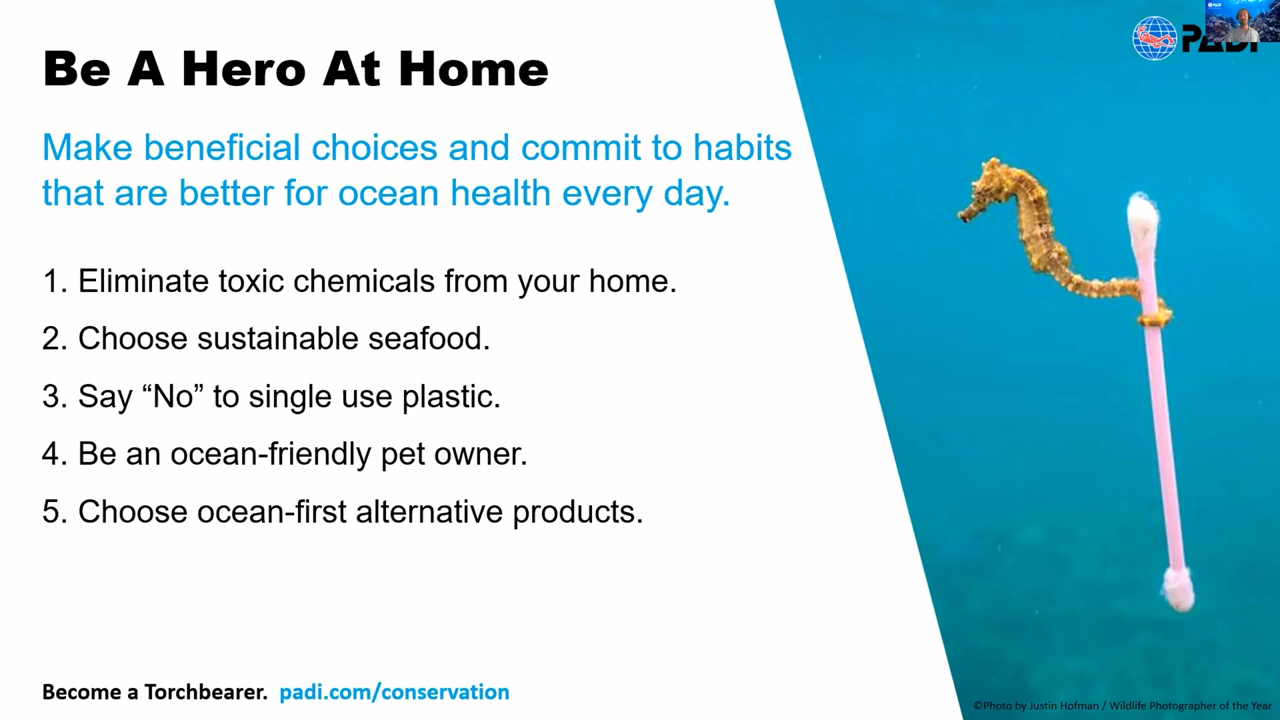 Be A Hero At Home
PADI
Make beneficial choices and commit to habits
that are better for ocean health every day.
1. Eliminate toxic chemicals from your home.
2. Choose sustainable seafood.
3. Say “No” to single use plastic.
4. Be an ocean-friendly pet owner.
5. Choose ocean-first alternative products.
Become a Torchbearer. padi.com/conservation
©Photo by Justin Hofman / Wildlife Photographer of the Year